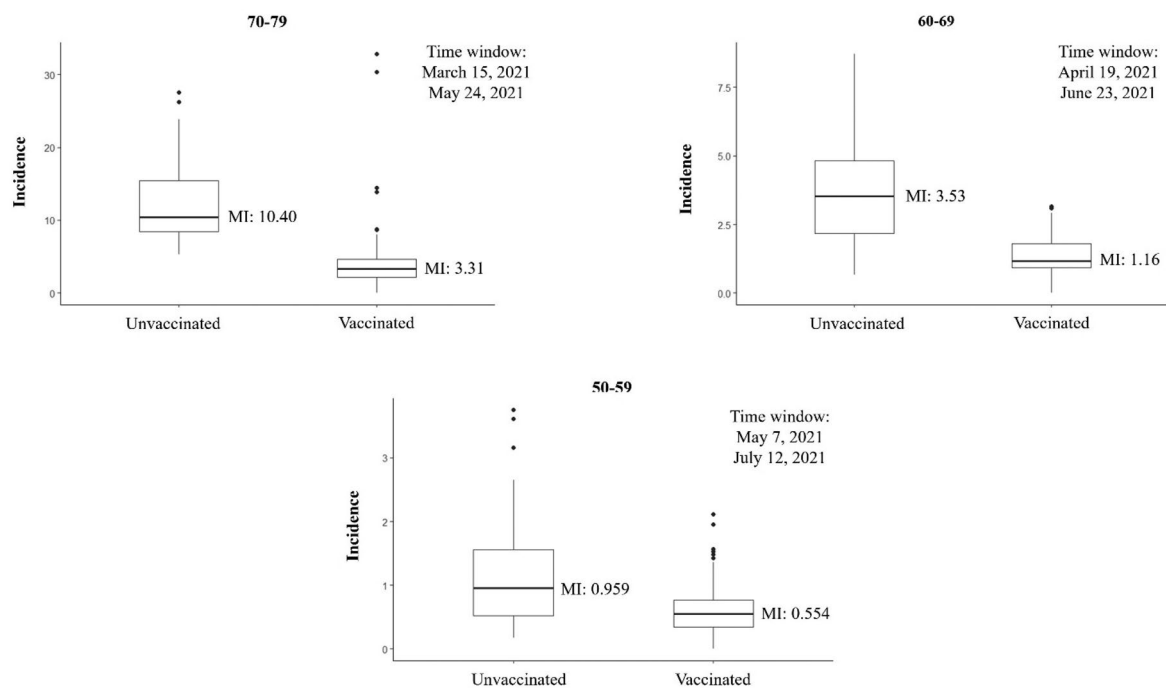 70-79
Time window:
March 15, 2021
May 24, 2021
Incidence
30
20
10
0
MI: 10.40
MI: 3.31
Unvaccinated
Vaccinated
60-69
Time window:
April 19, 2021
June 23, 2021
Incidence
7.5
5.0
2.5
0.0
MI: 3.53
MI: 1.16
Unvaccinated
Vaccinated
50-59
Time window:
May 7, 2021
July 12, 2021
Incidence
3
2
1
0
MI: 0.959
MI: 0.554
Unvaccinated
Vaccinated